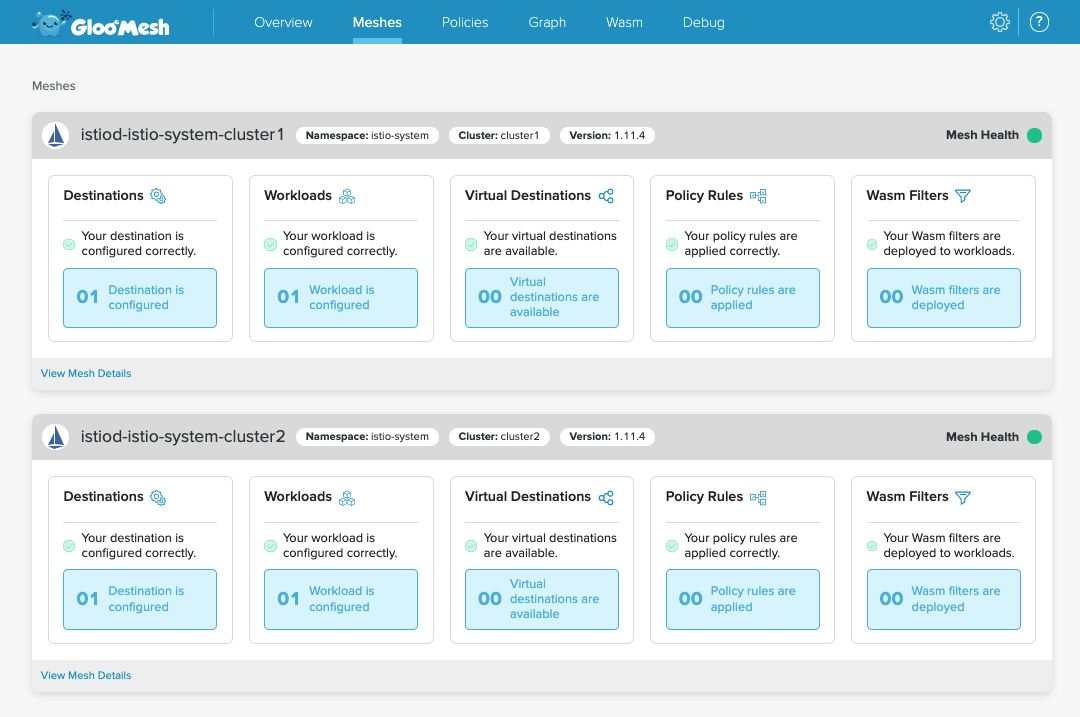 Gloo Mesh
Overview Meshes Policies Graph Wasm Debug ?
Meshes
istiod-istio-system-cluster1 Namespace: istio-system Cluster: cluster1 Version: 1.11.4 Mesh Health
Destinations
Your destination is
configured correctly.
01 Destination is
configured
Workloads
Your workload is
configured correctly.
01 Workload is
configured
Virtual Destinations
Your virtual destinations
are available.
00 Virtual
destinations are
available
Policy Rules
Your policy rules are
applied correctly.
00 Policy rules are
applied
Wasm Filters
Your Wasm filters are
deployed to workloads.
00 Wasm filters are
deployed
View Mesh Details
istiod-istio-system-cluster2 Namespace: istio-system Cluster: cluster2 Version: 1.11.4 Mesh Health
Destinations
Your destination is
configured correctly.
01 Destination is
configured
Workloads
Your workload is
configured correctly.
01 Workload is
configured
Virtual Destinations
Your virtual destinations
are available.
00 Virtual
destinations are
available
Policy Rules
Your policy rules are
applied correctly.
00 Policy rules are
applied
Wasm Filters
Your Wasm filters are
deployed to workloads.
00 Wasm filters are
deployed
View Mesh Details